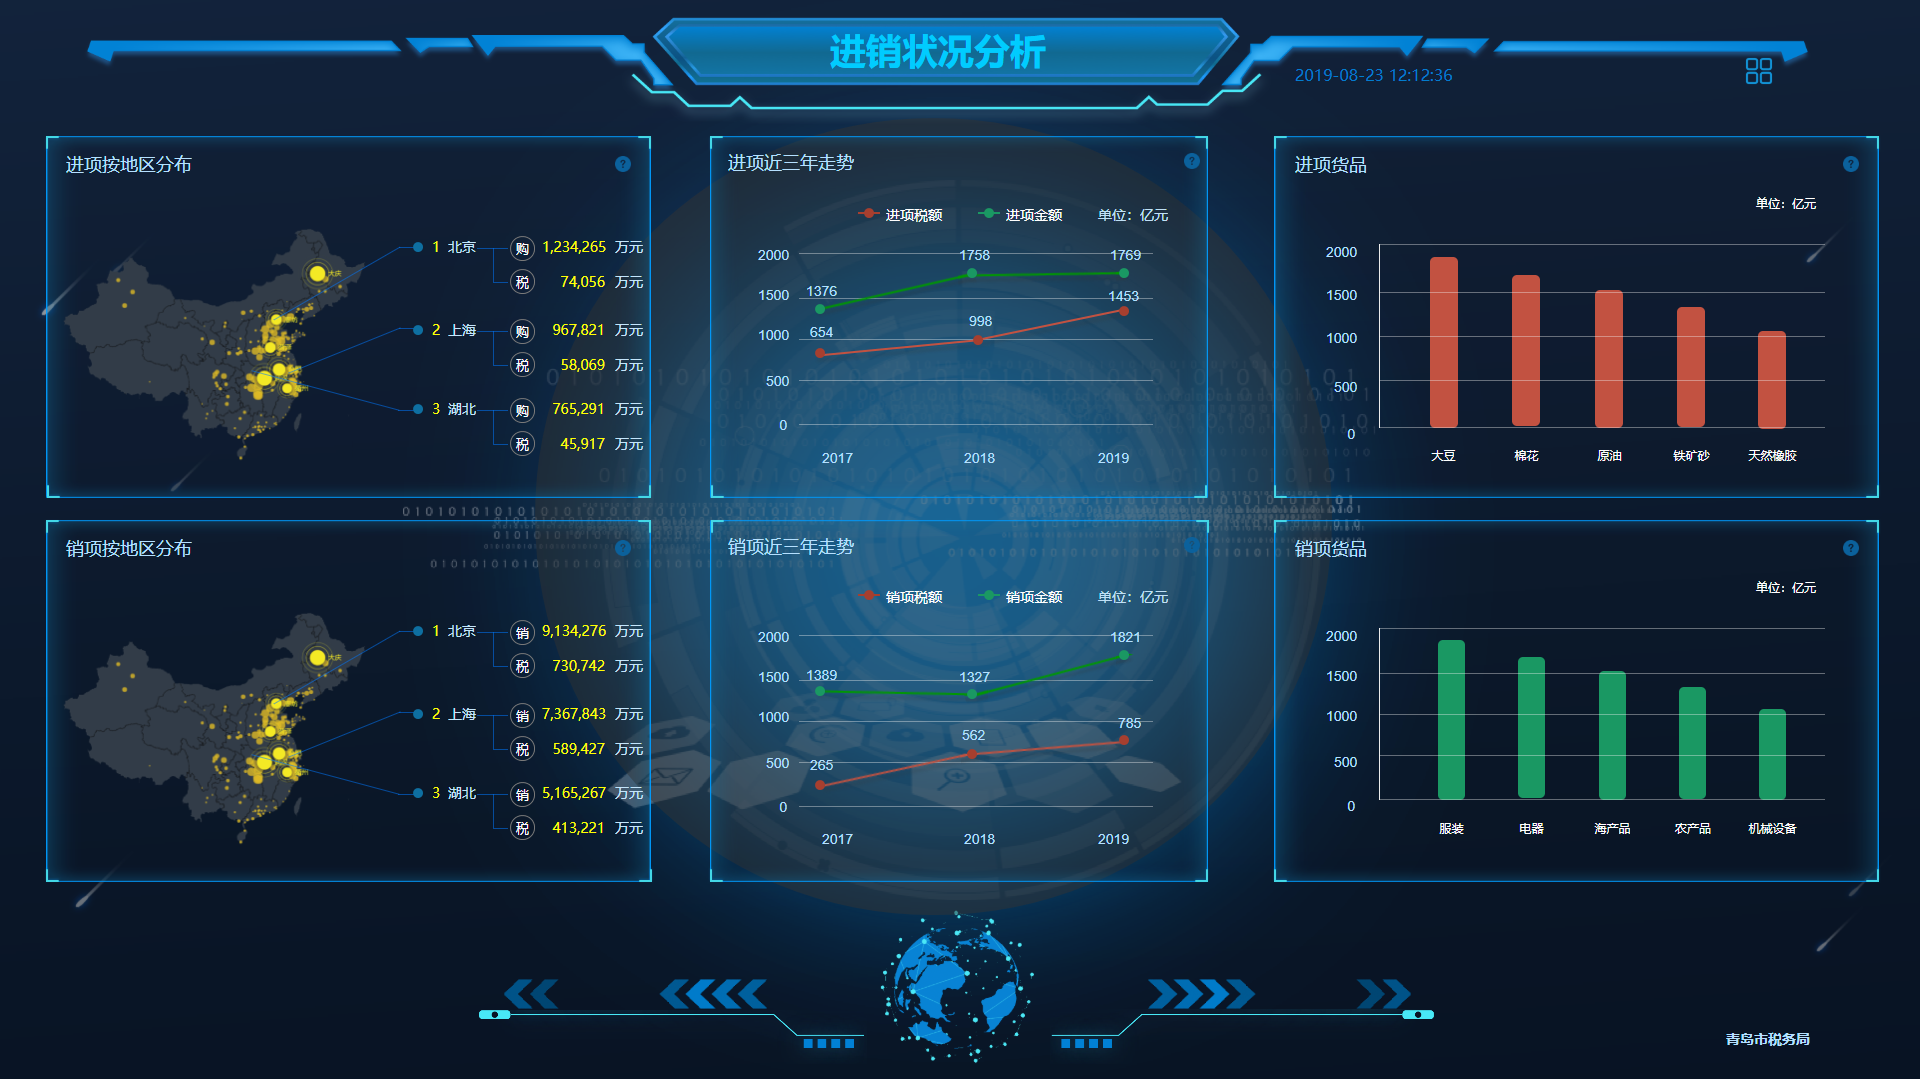 进销状况分析
2019-08-23 12:12:36
进项按地区分布
?
大庆
1 北京
购 1,234,265 万元
税 74,056 万元
2 上海
购 967,821 万元
税 58,069 万元
3 湖北
购 765,291 万元
税 45,917 万元
进项近三年走势
?
进项税额 进项金额 单位：亿元
2000
1500
1000
500
0
1376
1758
1769
654
998
1453
2017 2018 2019
进项货品
?
单位：亿元
2000
1500
1000
500
0
大豆 棉花 原油 铁矿砂 天然橡胶
销项按地区分布
?
大庆
1 北京
销 9,134,276 万元
税 730,742 万元
2 上海
销 7,367,843 万元
税 589,427 万元
3 湖北
销 5,165,267 万元
税 413,221 万元
销项近三年走势
?
销项税额 销项金额 单位：亿元
2000
1500
1000
500
0
1389
1327
1821
265
562
785
2017 2018 2019
销项货品
?
单位：亿元
2000
1500
1000
500
0
服装 电器 海产品 农产品 机械设备
青岛市税务局